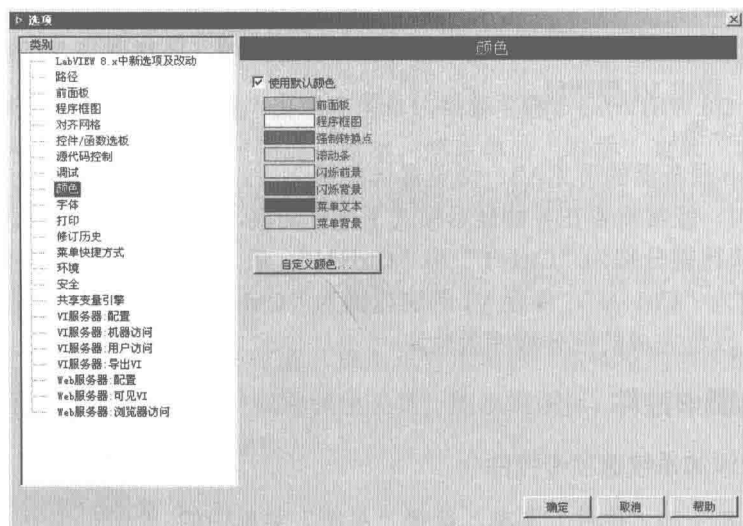 选项
类别
LabVIEW 8.x中新选项及改动
路径
前面板
程序框图
对齐网格
控件/函数选板
源代码控制
调试
颜色
字体
打印
修订历史
菜单快捷方式
环境
安全
共享变量引擎
VI服务器:配置
VI服务器:机器访问
VI服务器:用户访问
VI服务器:导出VI
Web服务器:配置
Web服务器:可见VI
Web服务器:浏览器访问
颜色
使用默认颜色
前面板
程序框图
强制转换点
滚动条
闪烁前景
闪烁背景
菜单文本
菜单背景
自定义颜色...
确定
取消
帮助